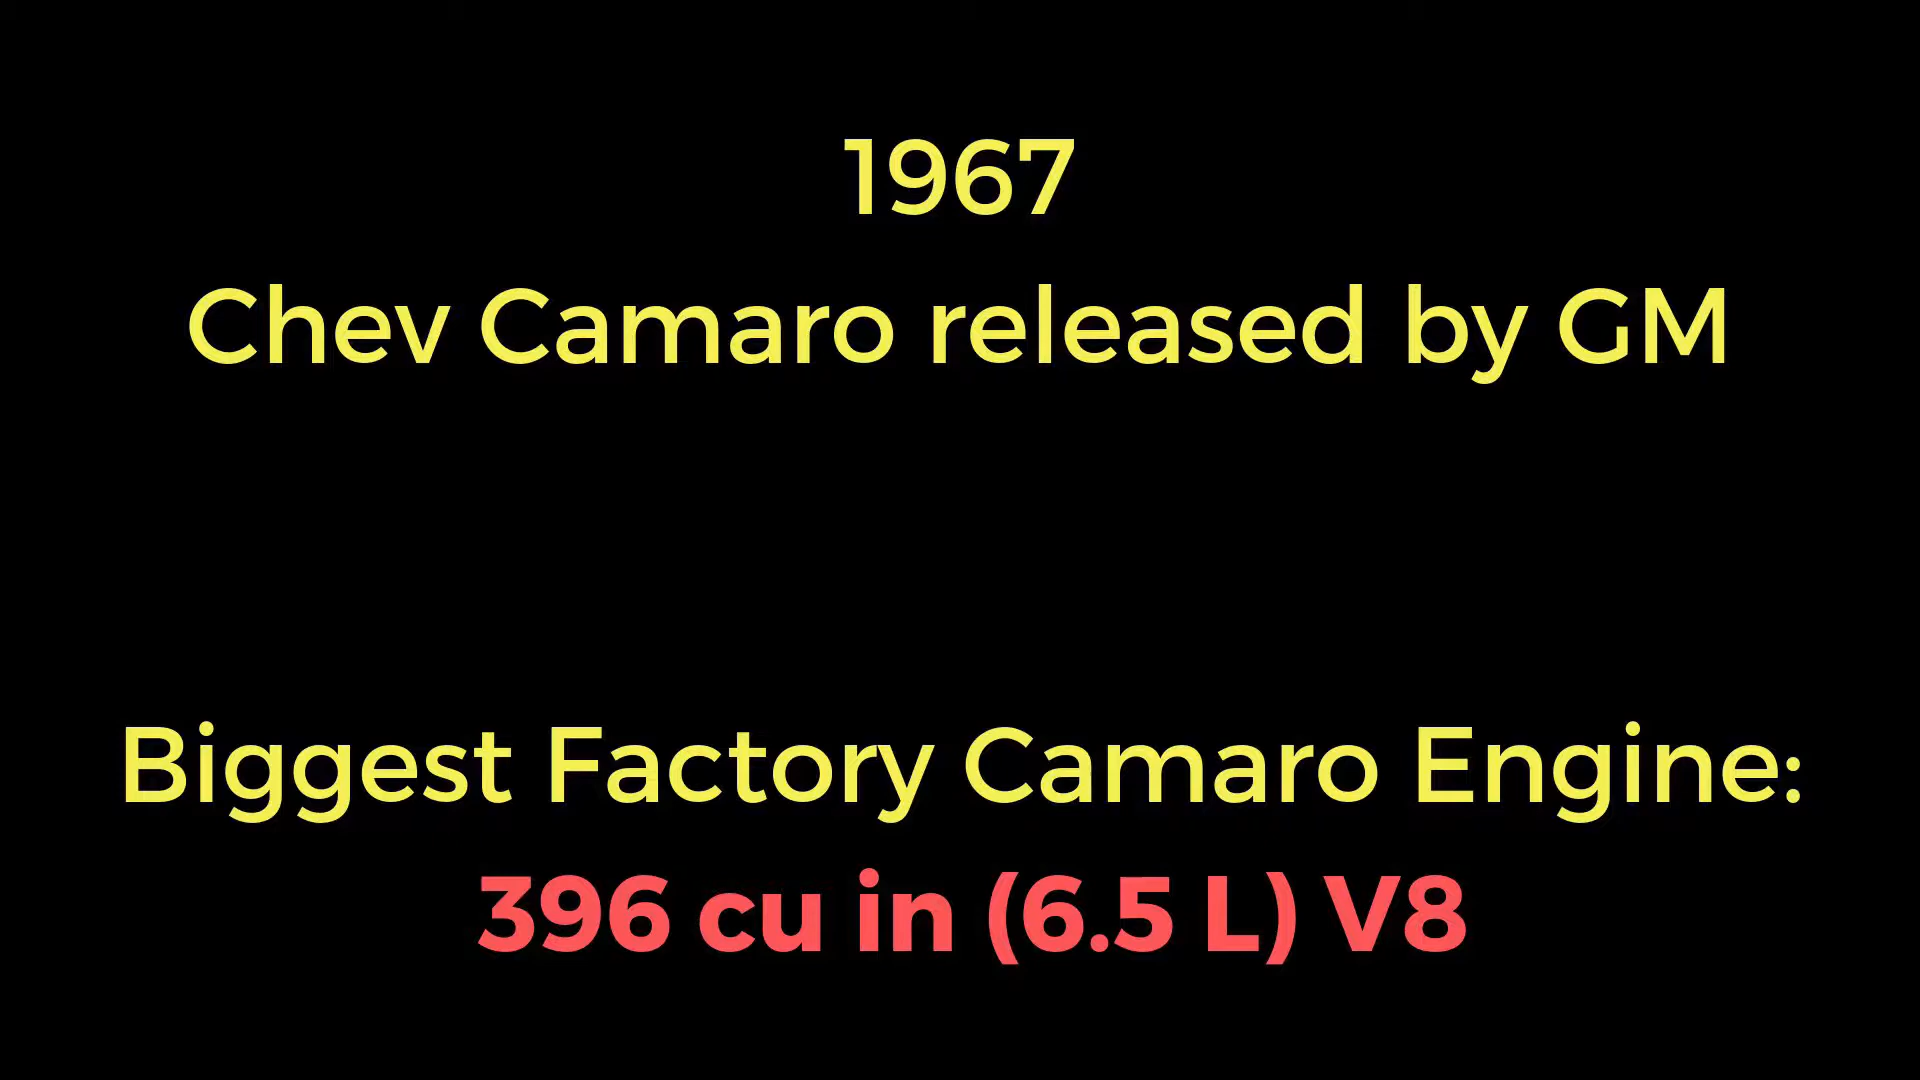 1967
Chev Camaro released by GM
Biggest Factory Camaro Engine:
396 cu in (6.5 L) V8